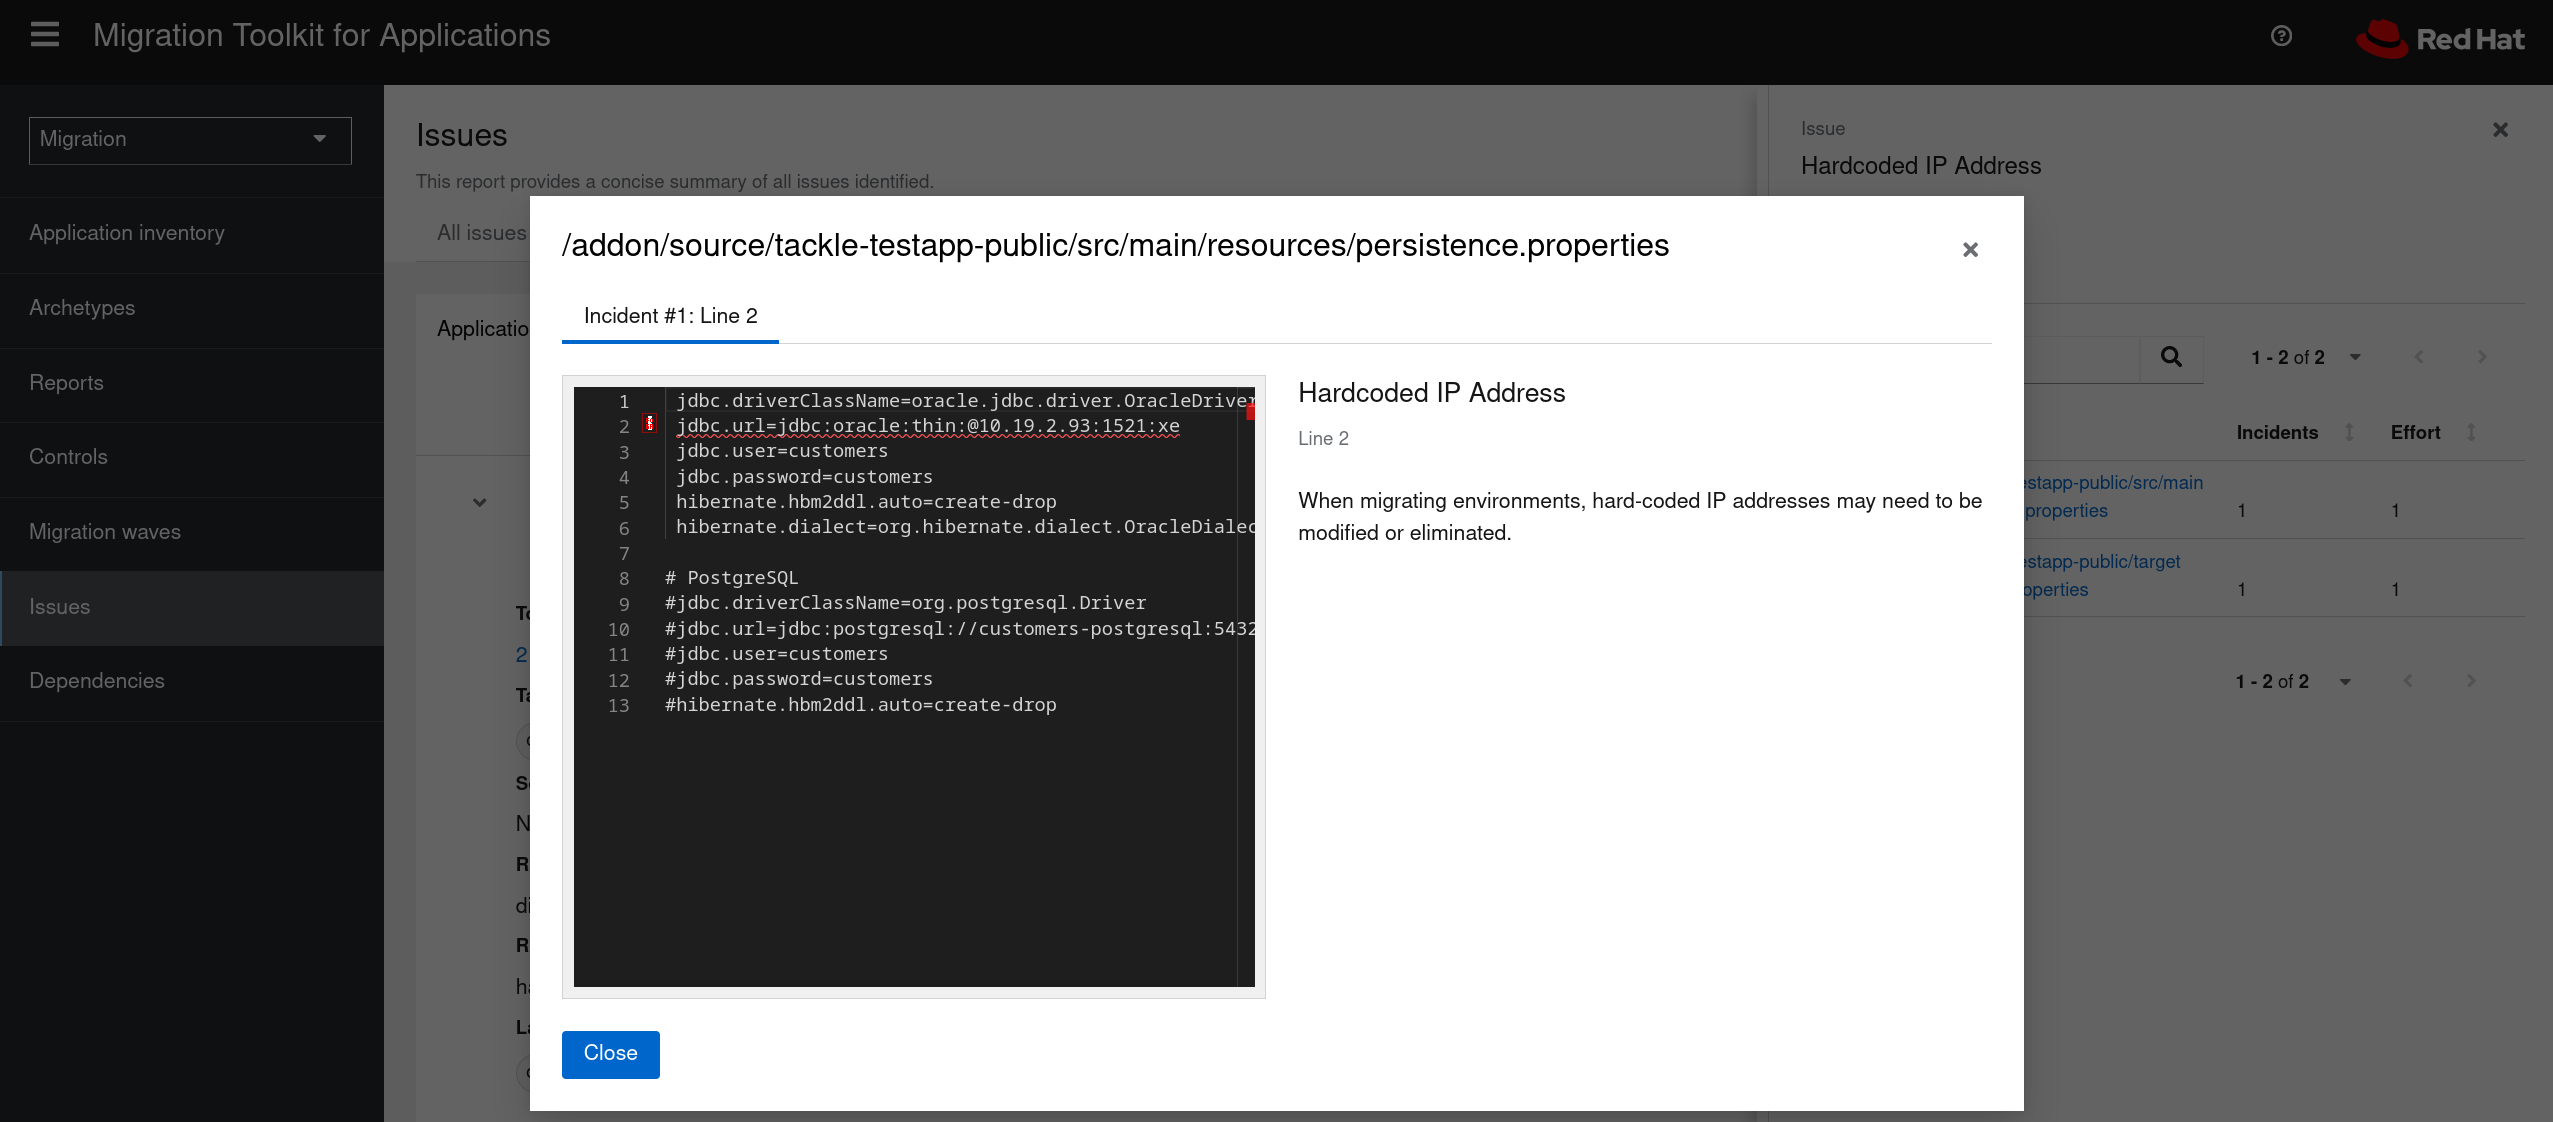 Migration Toolkit for Applications
Red Hat
Migration
Application inventory
Archetypes
Reports
Controls
Migration waves
Issues
Dependencies
Issues
This report provides a concise summary of all issues identified.
All issues
Issue
Hardcoded IP Address
/addon/source/tackle-testapp-public/src/main/resources/persistence.properties
Incident #1: Line 2
1 jdbc.driverClassName=oracle.jdbc.driver.OracleDriver
2 jdbc.url=jdbc:oracle:thin:@10.19.2.93:1521:xe
3 jdbc.user=customers
4 jdbc.password=customers
5 hibernate.hbm2ddl.auto=create-drop
6 hibernate.dialect=org.hibernate.dialect.OracleDialec
7
8 # PostgreSQL
9 #jdbc.driverClassName=org.postgresql.Driver
10 #jdbc.url=jdbc:postgresql://customers-postgresql:5432
11 #jdbc.user=customers
12 #jdbc.password=customers
13 #hibernate.hbm2ddl.auto=create-drop
Hardcoded IP Address
Line 2
When migrating environments, hard-coded IP addresses may need to be
modified or eliminated.
Close
1 - 2 of 2
Incidents Effort
estapp-public/src/main
properties 1 1
estapp-public/target
operties 1 1
1 - 2 of 2